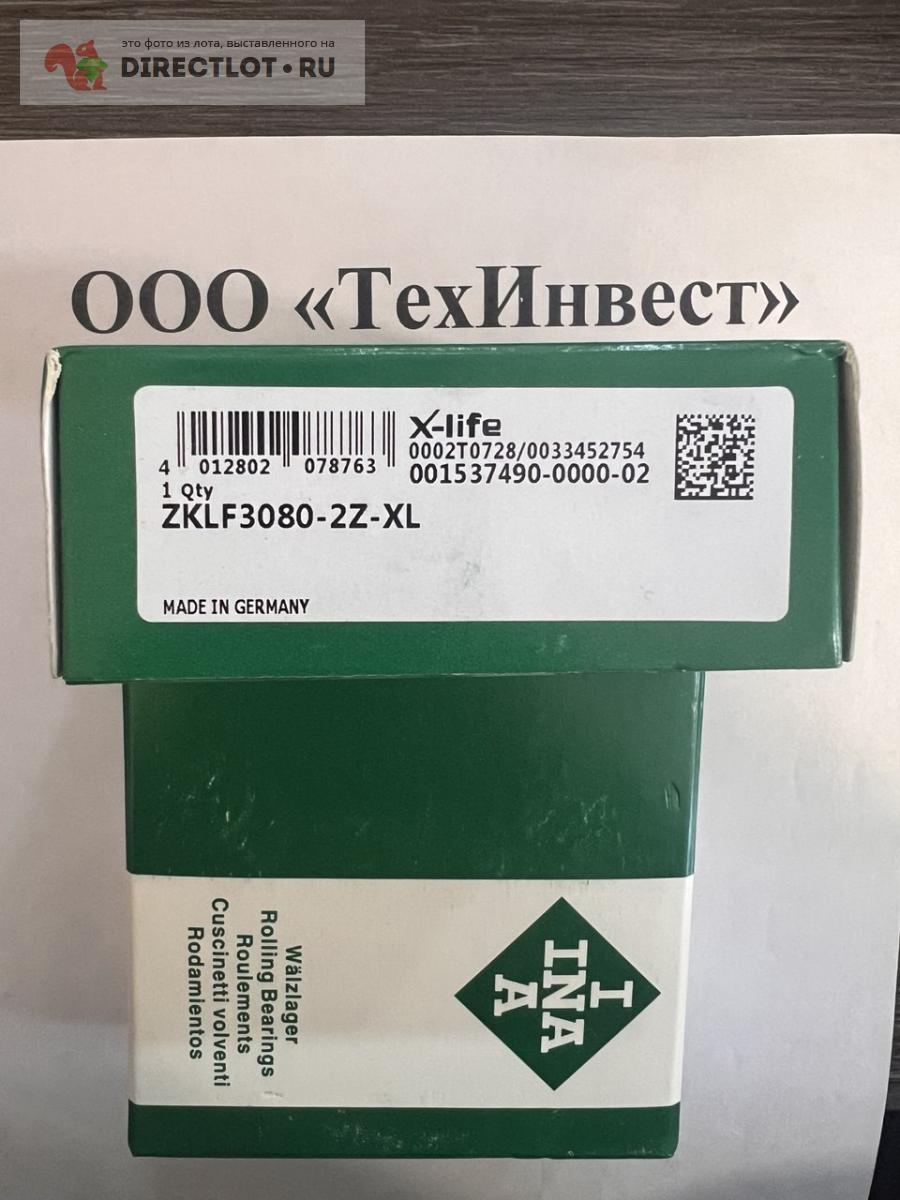 это фото из лота, выставленного на
DIRECTLOT•RU
ООО «ТехИнвест»
4 012802 078763
X-life
0002T0728/0033452754
001537490-0000-02
1 Qty
ZKLF3080-2Z-XL
MADE IN GERMANY
Wälzlager
Rolling Bearings
Roulements
Cuscinetti volventi
Rodamientos
I
INA
A